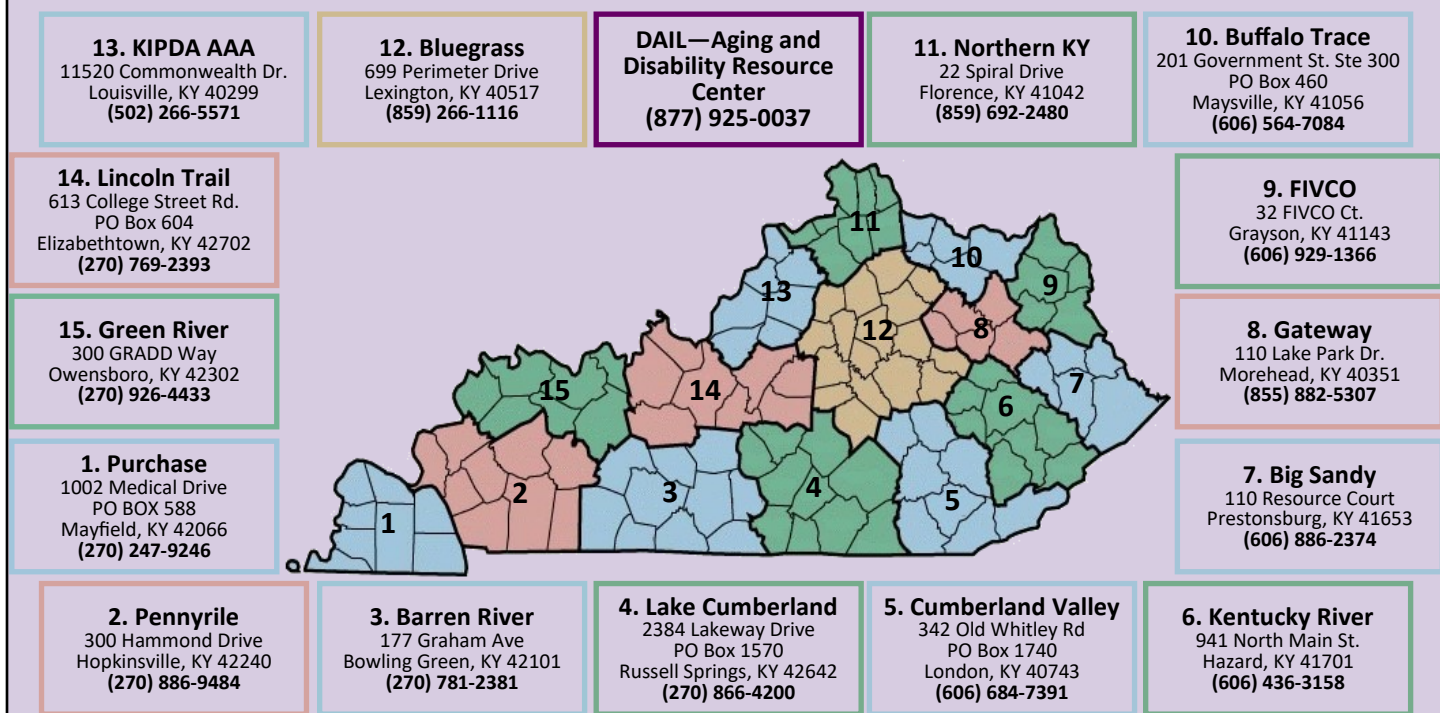 13. KIPDA AAA
11520 Commonwealth Dr.
Louisville, KY 40299
(502) 266-5571
12. Bluegrass
699 Perimeter Drive
Lexington, KY 40517
(859) 266-1116
DAIL—Aging and
Disability Resource
Center
(877) 925-0037
11. Northern KY
22 Spiral Drive
Florence, KY 41042
(859) 692-2480
10. Buffalo Trace
201 Government St. Ste 300
PO Box 460
Maysville, KY 41056
(606) 564-7084
14. Lincoln Trail
613 College Street Rd.
PO Box 604
Elizabethtown, KY 42702
(270) 769-2393
9. FIVCO
32 FIVCO Ct.
Grayson, KY 41143
(606) 929-1366
15. Green River
300 GRADD Way
Owensboro, KY 42302
(270) 926-4433
8. Gateway
110 Lake Park Dr.
Morehead, KY 40351
(855) 882-5307
1. Purchase
1002 Medical Drive
PO BOX 588
Mayfield, KY 42066
(270) 247-9246
7. Big Sandy
110 Resource Court
Prestonsburg, KY 41653
(606) 886-2374
11
10
13
9
12
8
7
15
14
6
2
3
4
5
1
2. Pennyrile
300 Hammond Drive
Hopkinsville, KY 42240
(270) 886-9484
3. Barren River
177 Graham Ave
Bowling Green, KY 42101
(270) 781-2381
4. Lake Cumberland
2384 Lakeway Drive
PO Box 1570
Russell Springs, KY 42642
(270) 866-4200
5. Cumberland Valley
342 Old Whitley Rd
PO Box 1740
London, KY 40743
(606) 684-7391
6. Kentucky River
941 North Main St.
Hazard, KY 41701
(606) 436-3158